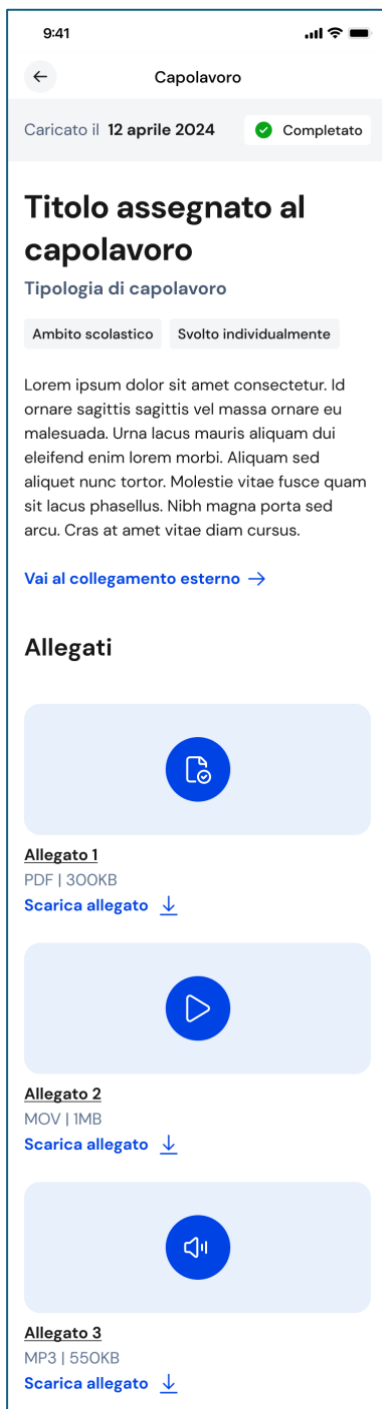 9:41
Capolavoro
Caricato il 12 aprile 2024 Completato
Titolo assegnato al
capolavoro
Tipologia di capolavoro
Ambito scolastico Svolto individualmente
Lorem ipsum dolor sit amet consectetur. Id
ornare sagittis sagittis vel massa ornare eu
malesuada. Urna lacus mauris aliquam dui
eleifend enim lorem morbi. Aliquam sed
aliquet nunc tortor. Molestie vitae fusce quam
sit lacus phasellus. Nibh magna porta sed
arcu. Cras at amet vitae diam cursus.
Vai al collegamento esterno →
Allegati
Allegato 1
PDF | 300KB
Scarica allegato
Allegato 2
MOV | 1MB
Scarica allegato
Allegato 3
MP3 | 550KB
Scarica allegato